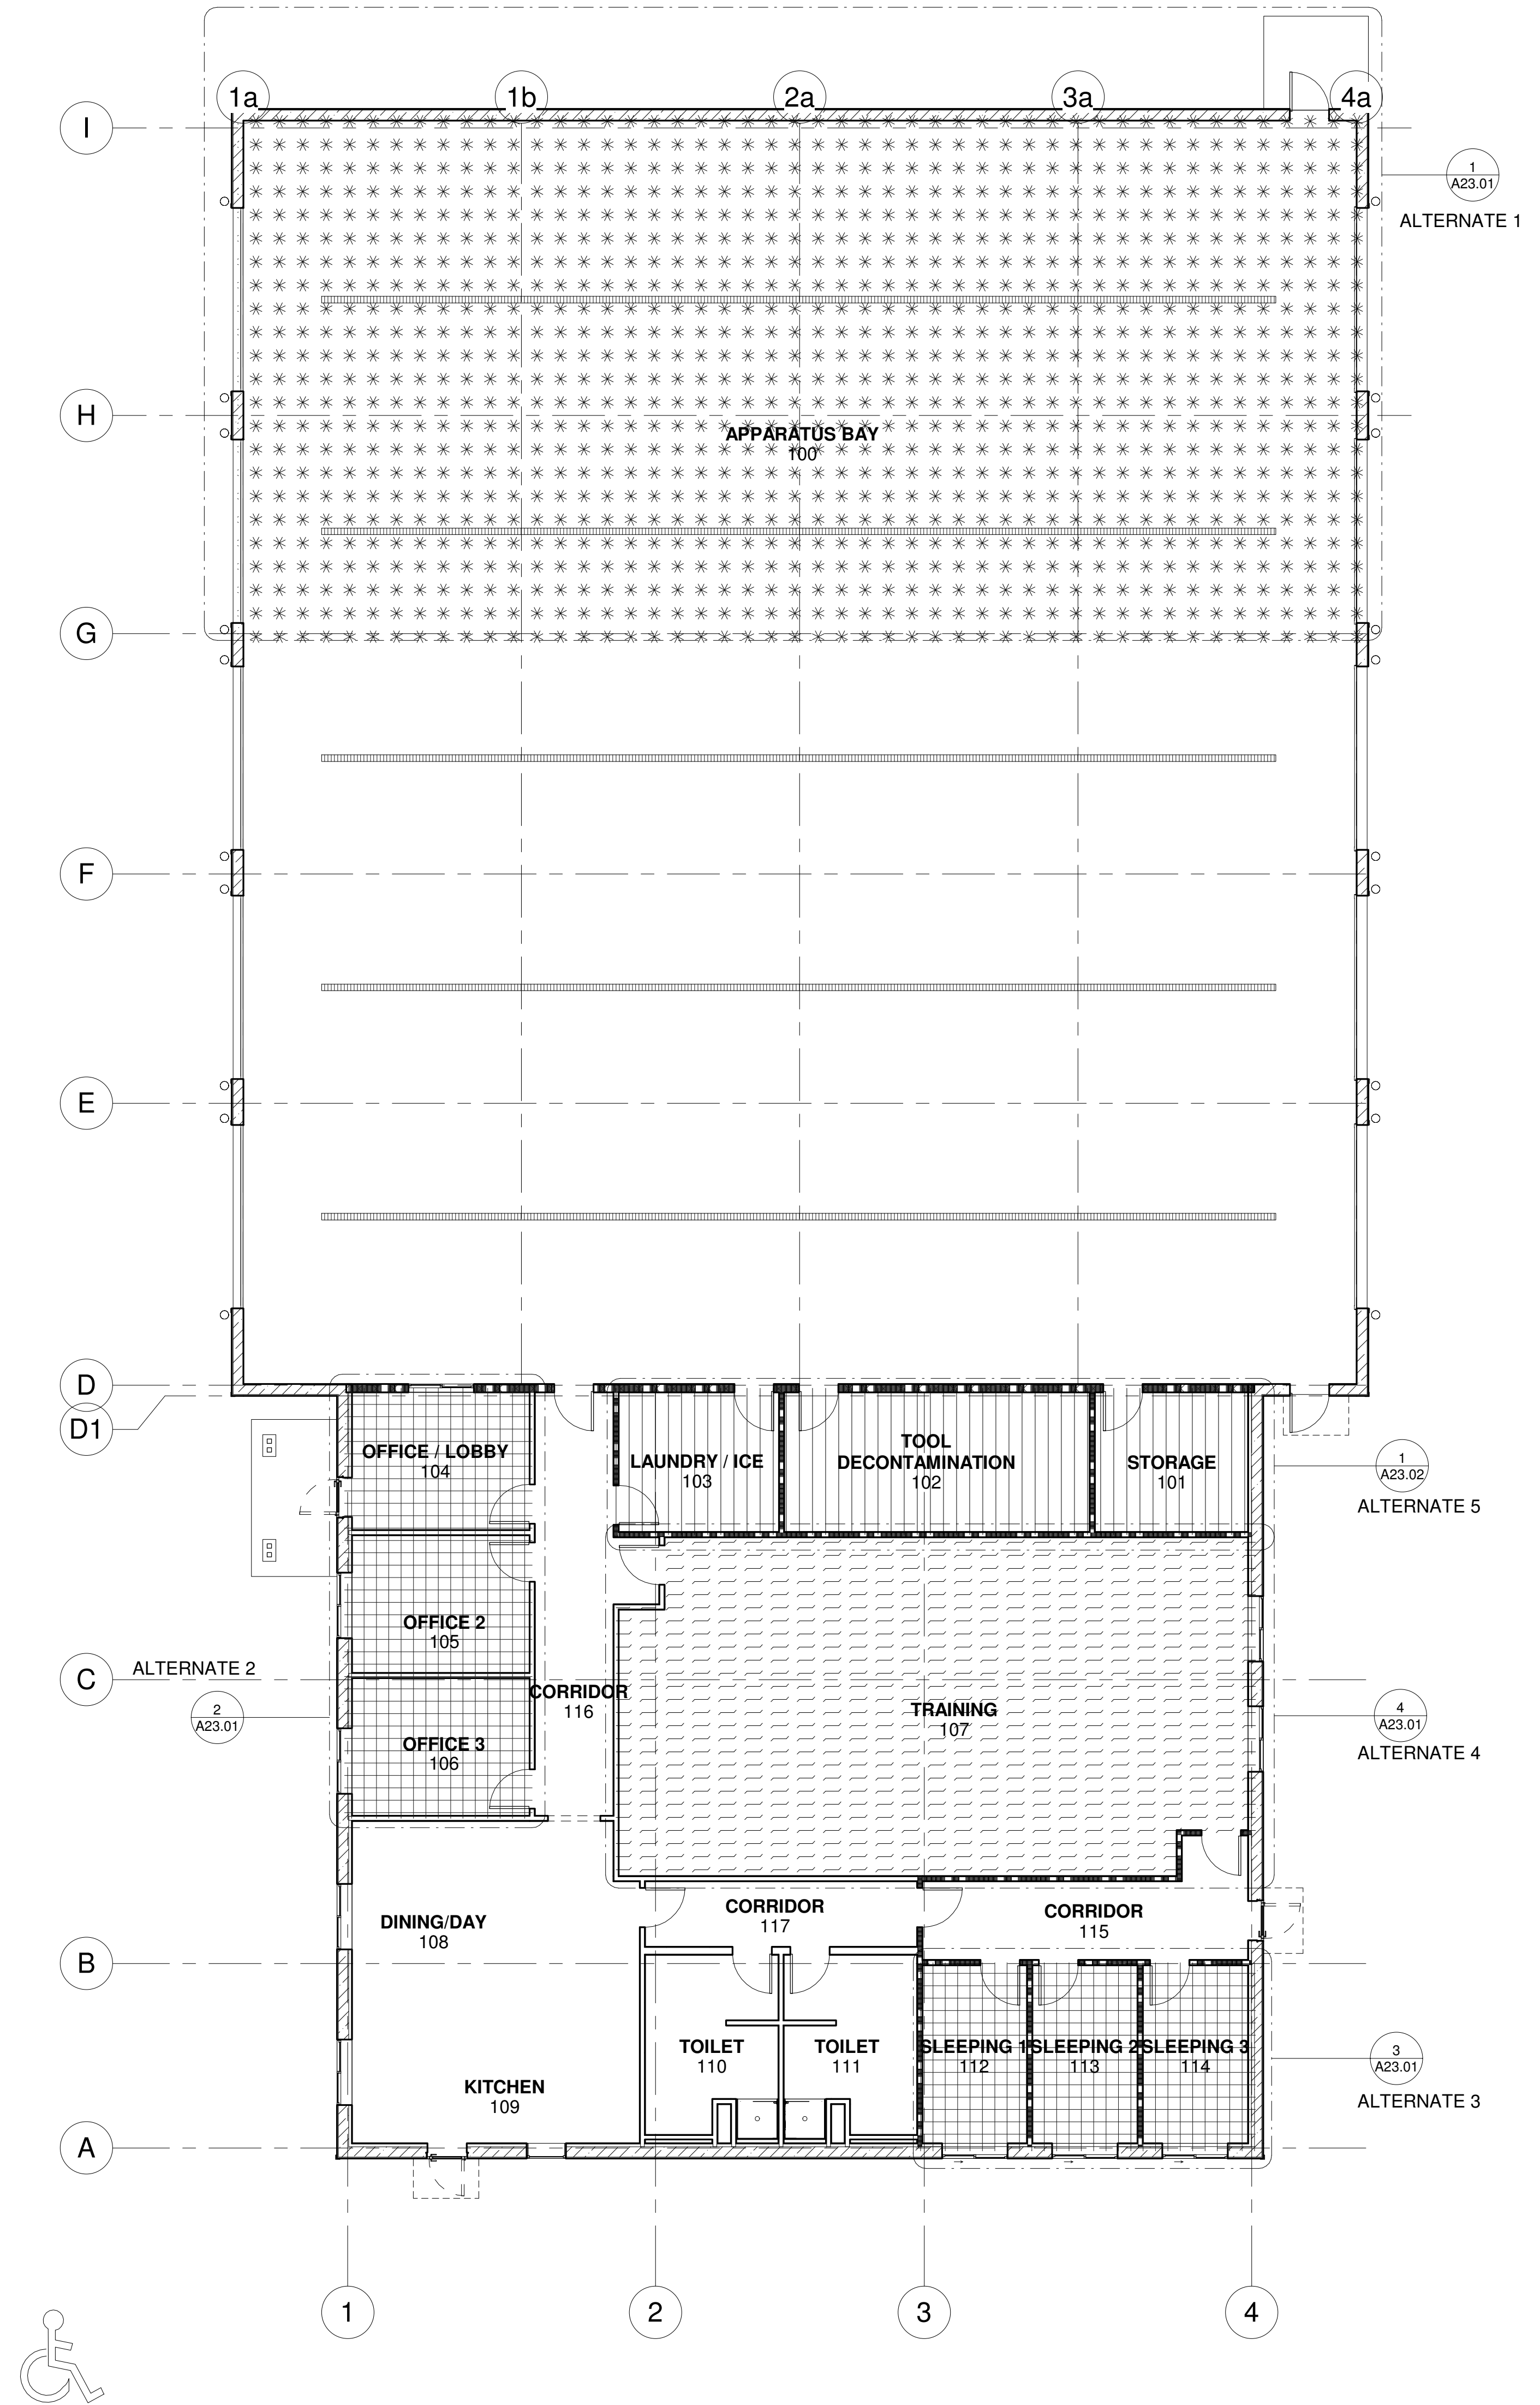 1a
1b
2a
3a
4a
I
1
A23.01
ALTERNATE 1
H
APPARATUS BAY
100
G
F
E
D
D1
OFFICE / LOBBY
104
LAUNDRY / ICE
103
TOOL
DECONTAMINATION
102
STORAGE
101
1
A23.02
ALTERNATE 5
OFFICE 2
105
C
ALTERNATE 2
2
A23.01
CORRIDOR
116
OFFICE 3
106
TRAINING
107
4
A23.01
ALTERNATE 4
DINING/DAY
108
CORRIDOR
117
CORRIDOR
115
B
TOILET
110
TOILET
111
SLEEPING 1
112
SLEEPING 2
113
SLEEPING 3
114
3
A23.01
ALTERNATE 3
KITCHEN
109
A
1
2
3
4